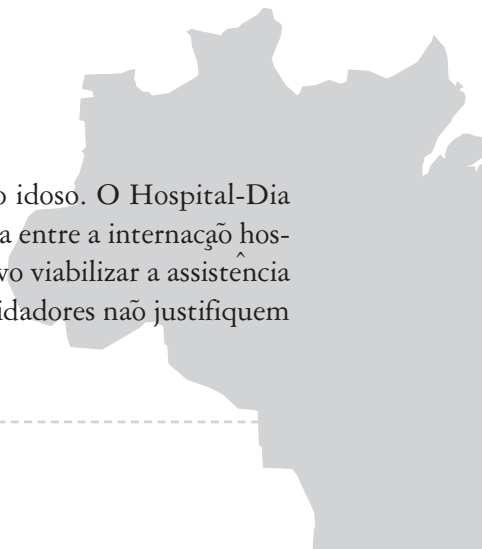 o idoso. O Hospital-Dia
a entre a internação hos-
vo viabilizar a assistência
idadores não justifiquem